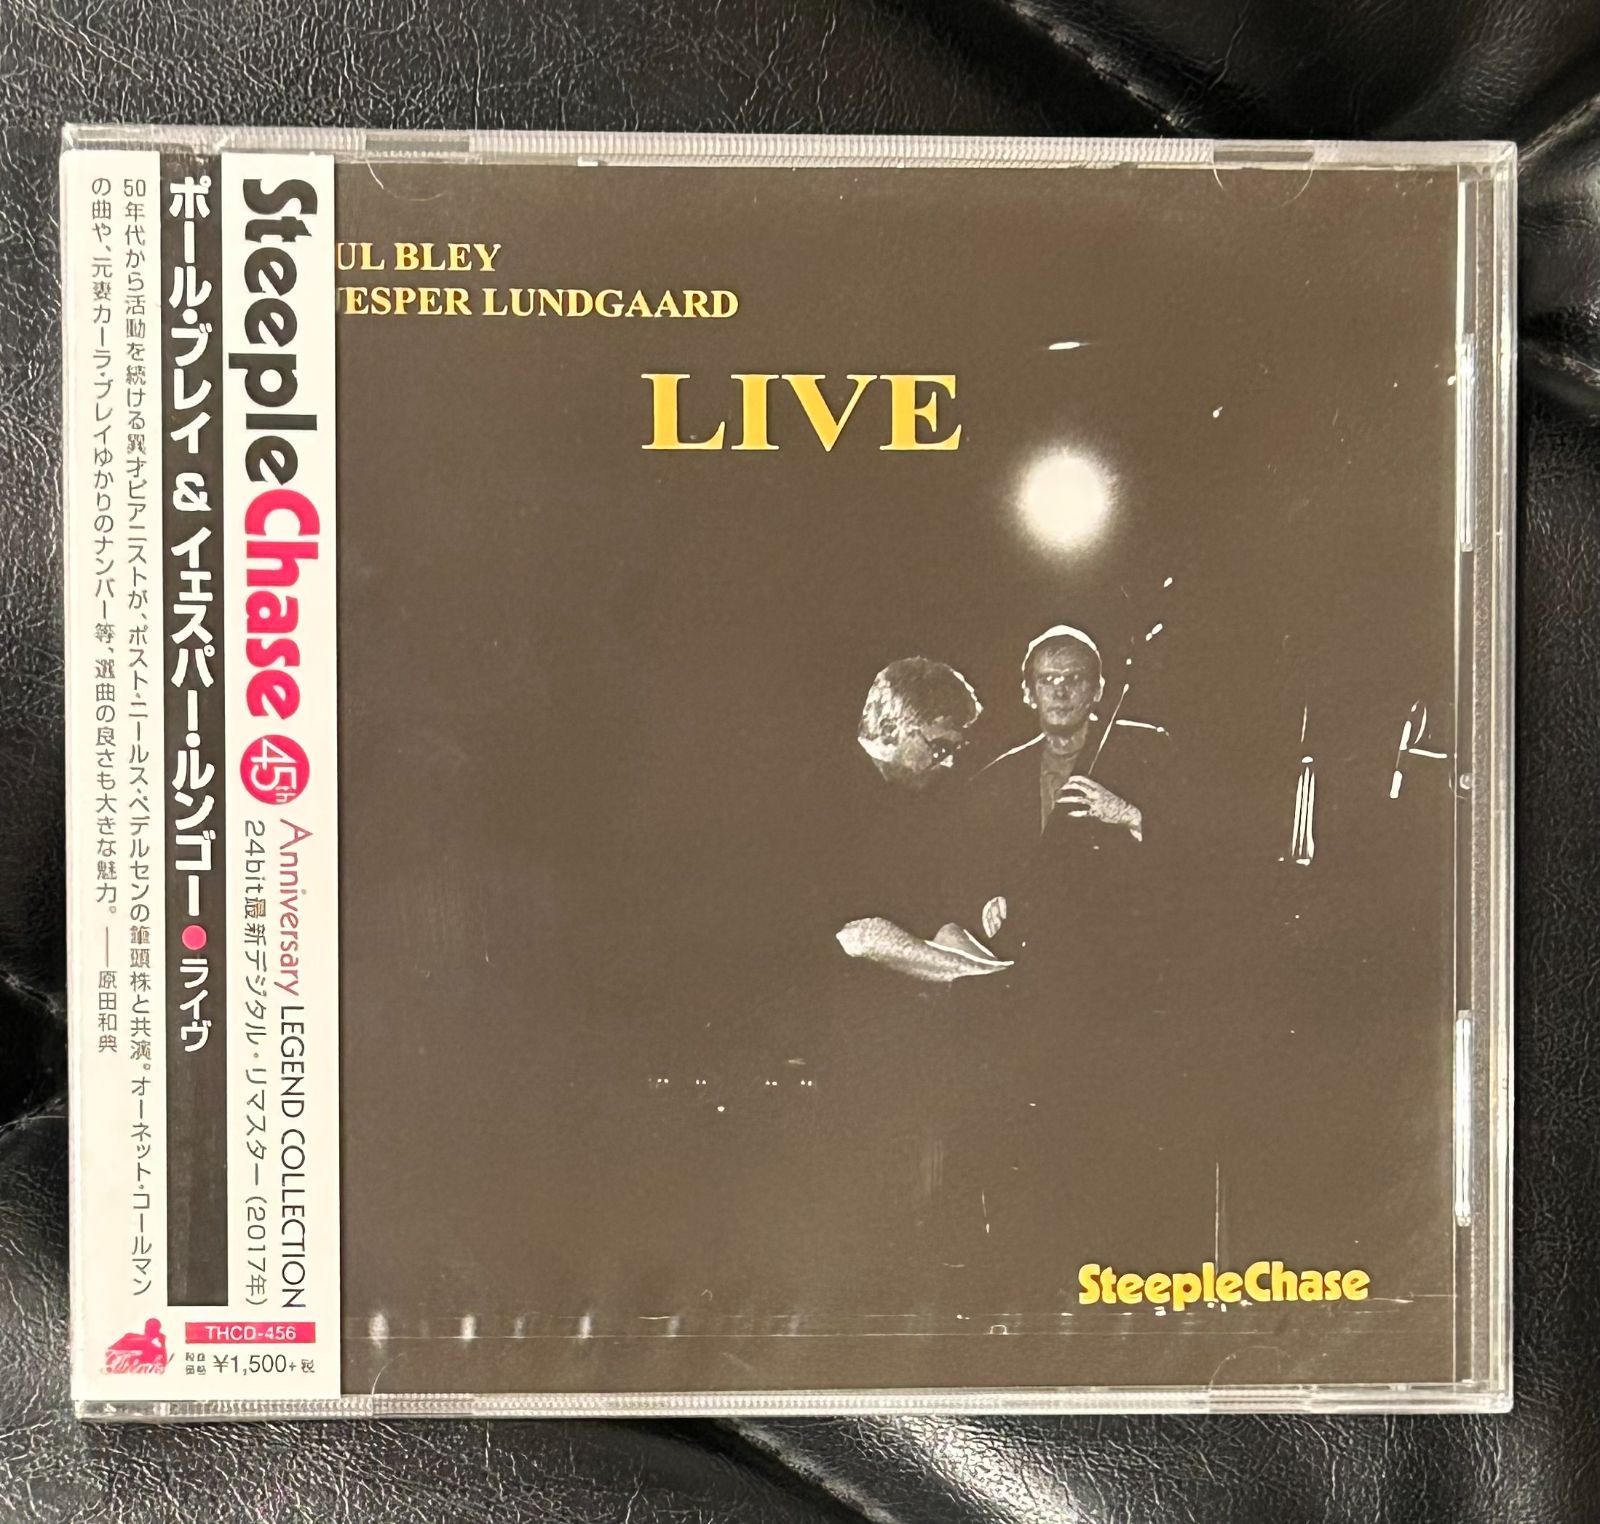 SteepleChase 45th Anniversary LEGEND COLLECTION
24bit最新デジタル・リマスター (2017年)
ポール・ブレイ & イェスパー・ルンゴー●ライヴ
50年代から活動を続ける異才ピアニストが、ポスト・ニールス・ペデルセンの筆頭株と共演。オーネット・コールマン
の曲や、元妻カーラ・ブレイゆかりのナンバー等、選曲の良さも大きな魅力。——原田和典
THCD-456
¥1,500+税
Think!
UL BLEY
JESPER LUNDGAARD
LIVE
SteepleChase